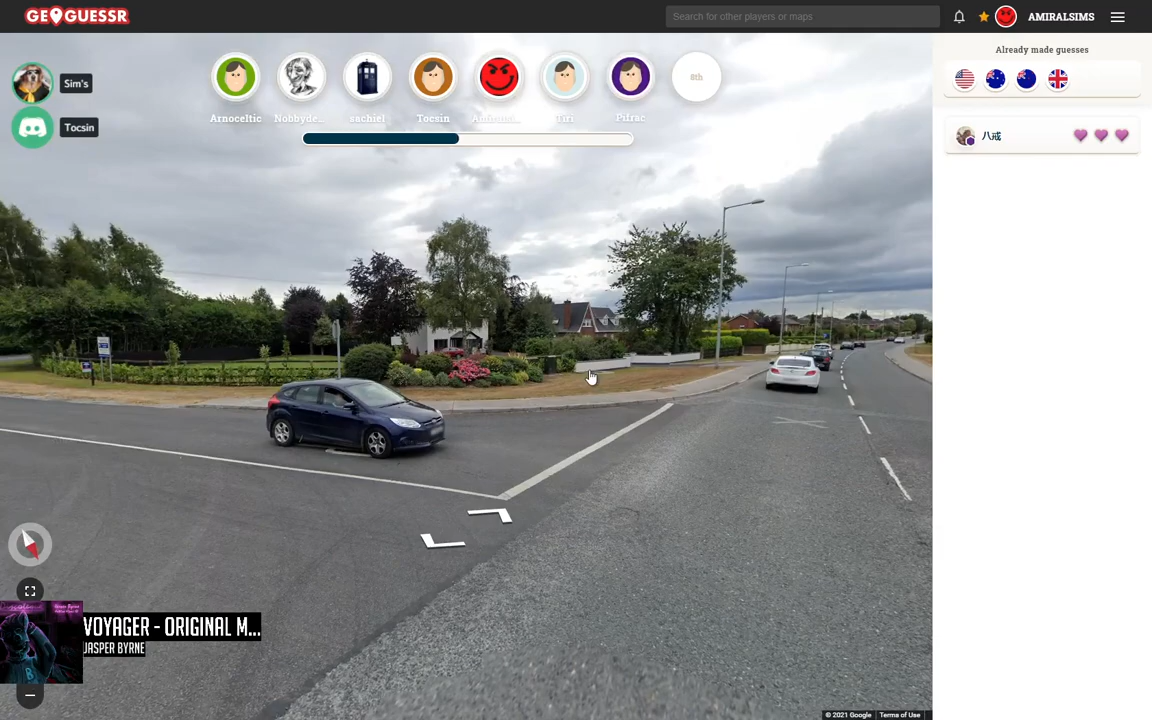 GEOGUESSR
Search for other players or maps
AMIRALSIMS
Already made guesses
Sim's
Tocsin
8th
Arnoceltic
Nobbyde...
sachiel
Tocsin
Tiri
Pifrac
八戒
VOYAGER - ORIGINAL M...
JASPER BYRNE
© 2021 Google
Terms of Use